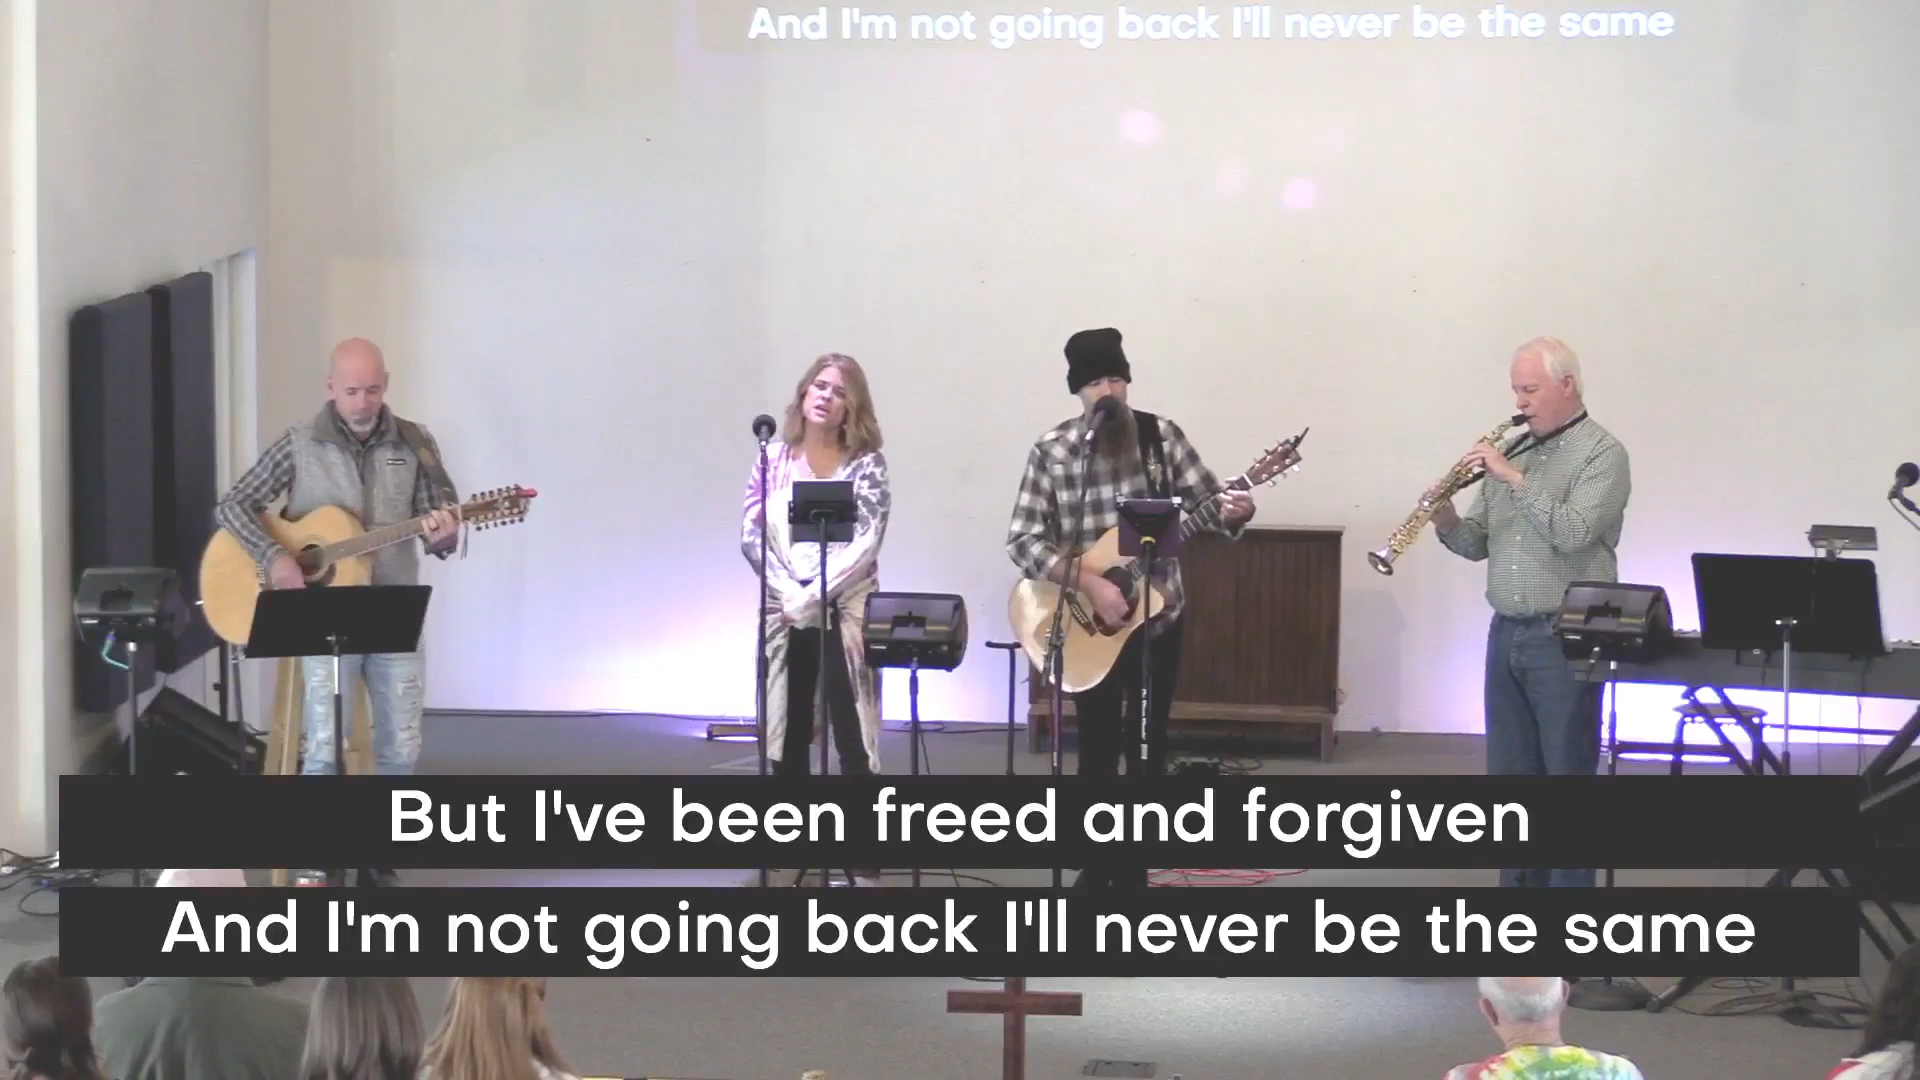 And I'm not going back I'll never be the same
But I've been freed and forgiven
And I'm not going back I'll never be the same